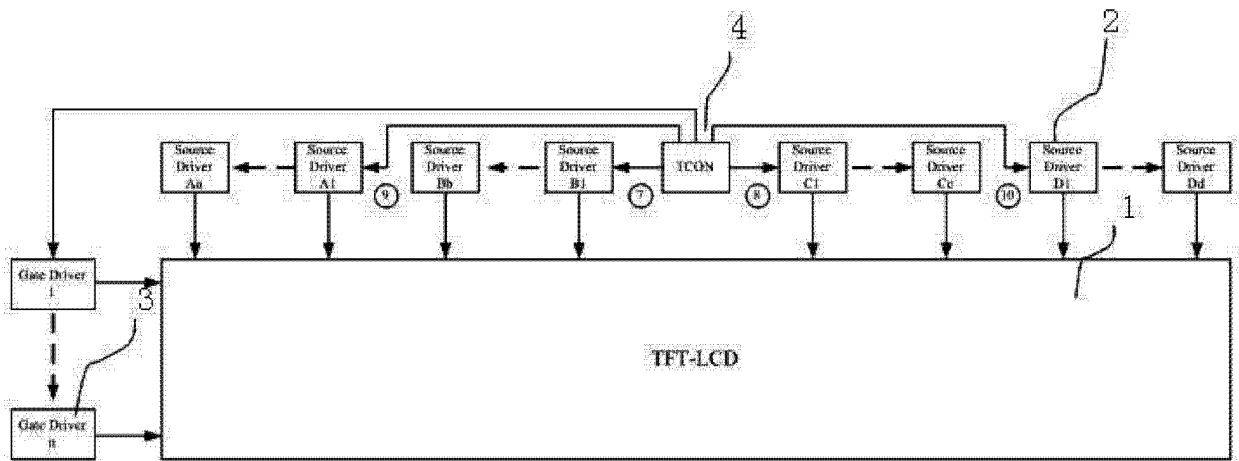 4
2
Source
Driver
Aa
Source
Driver
A1
Source
Driver
Bb
Source
Driver
B1
TCON
Source
Driver
C1
Source
Driver
Cc
Source
Driver
D1
Source
Driver
Dd
9
7
8
10
1
Gate Driver
1
3
TFT-LCD
Gate Driver
n